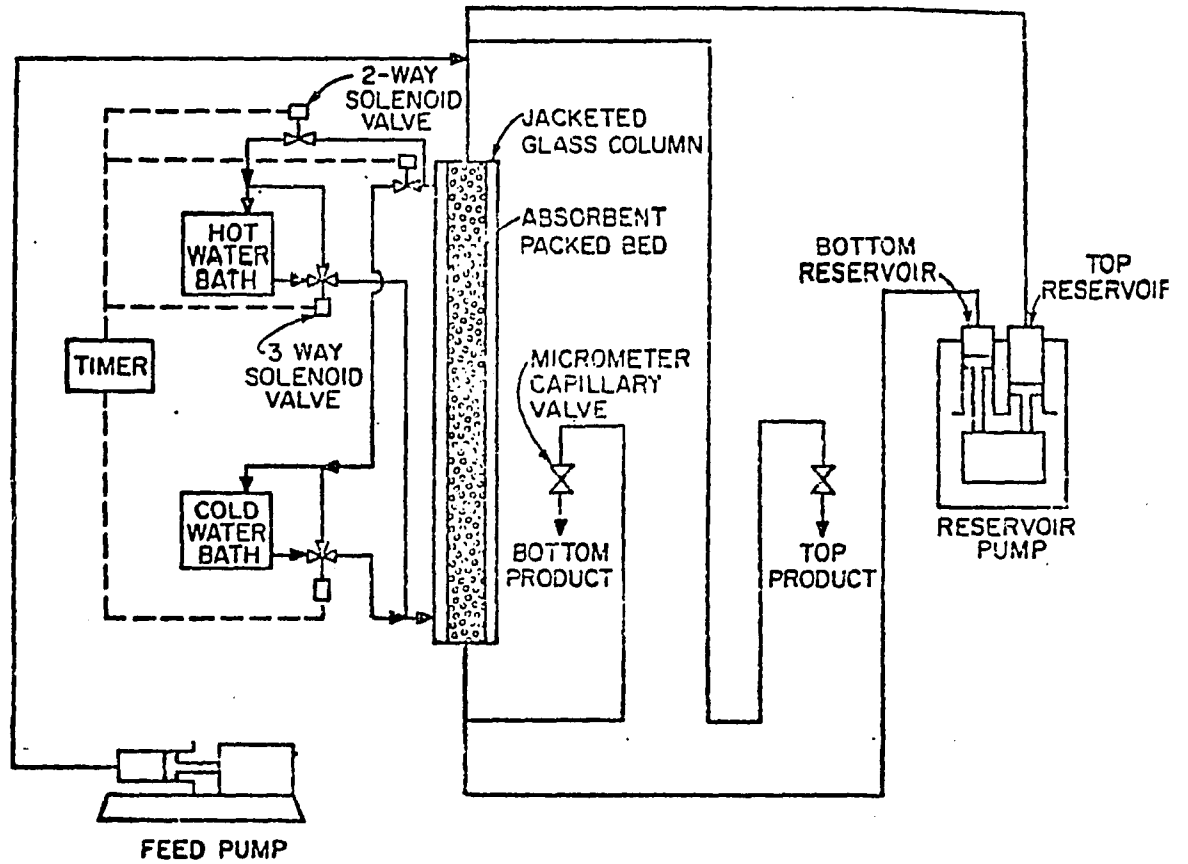 2-WAY
SOLENOID
VALVE
JACKETED
GLASS COLUMN
ABSORBENT
PACKED BED
HOT
WATER
BATH
BOTTOM
RESERVOIR
TOP
RESERVOIR
3 WAY
SOLENOID
VALVE
TIMER
MICROMETER
CAPILLARY
VALVE
COLD
WATER
BATH
BOTTOM
PRODUCT
TOP
PRODUCT
RESERVOIR
PUMP
FEED PUMP